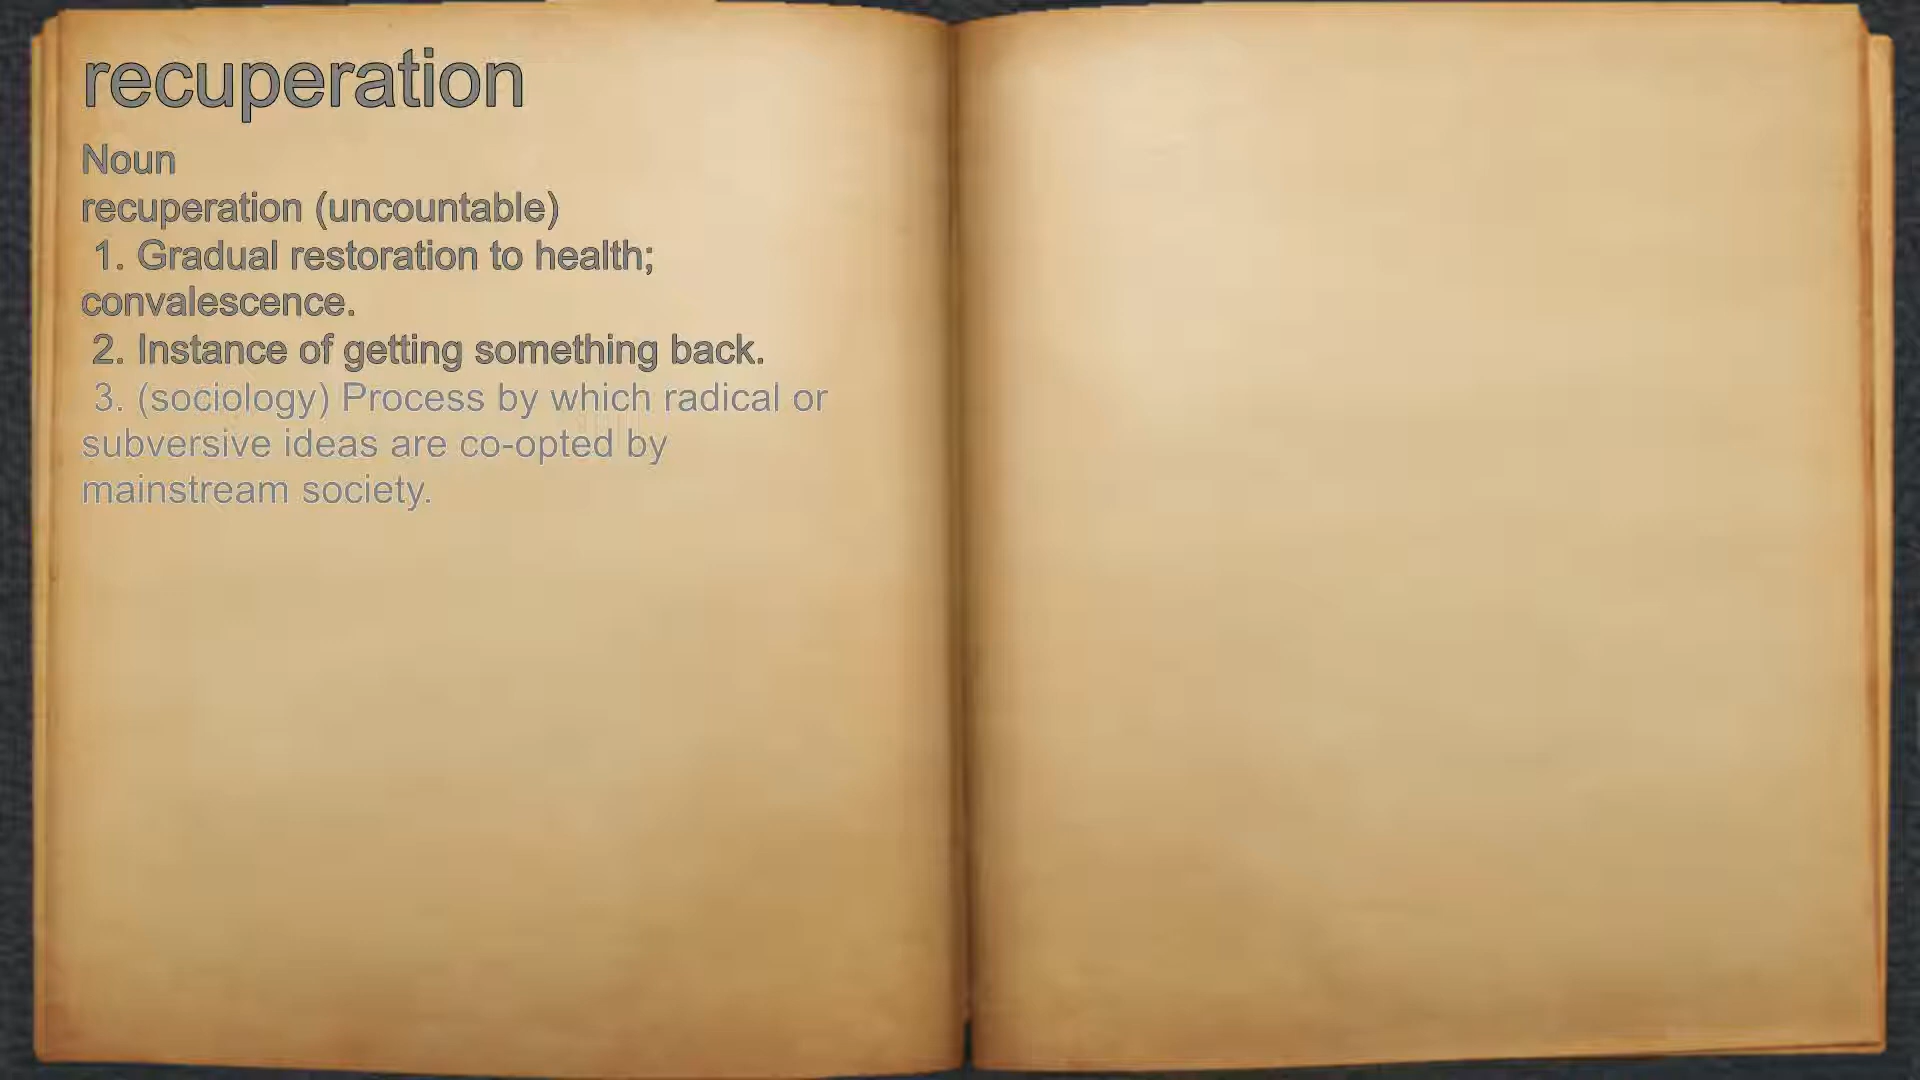 recuperation
Noun
recuperation (uncountable)
1. Gradual restoration to health;
convalescence.
2. Instance of getting something back.
3. (sociology) Process by which radical or
subversive ideas are co-opted by
mainstream society.